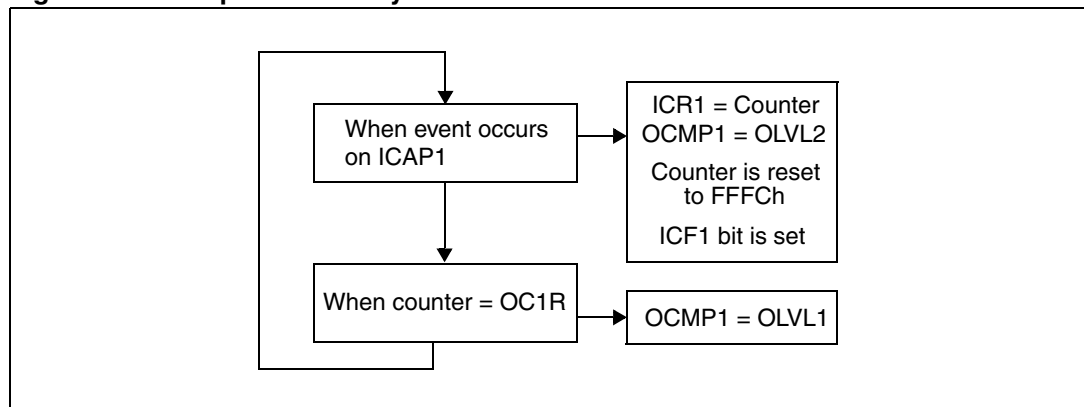 When event occurs
on ICAP1
ICR1 = Counter
OCMP1 = OLVL2
Counter is reset
to FFFCh
ICF1 bit is set
When counter = OC1R
OCMP1 = OLVL1